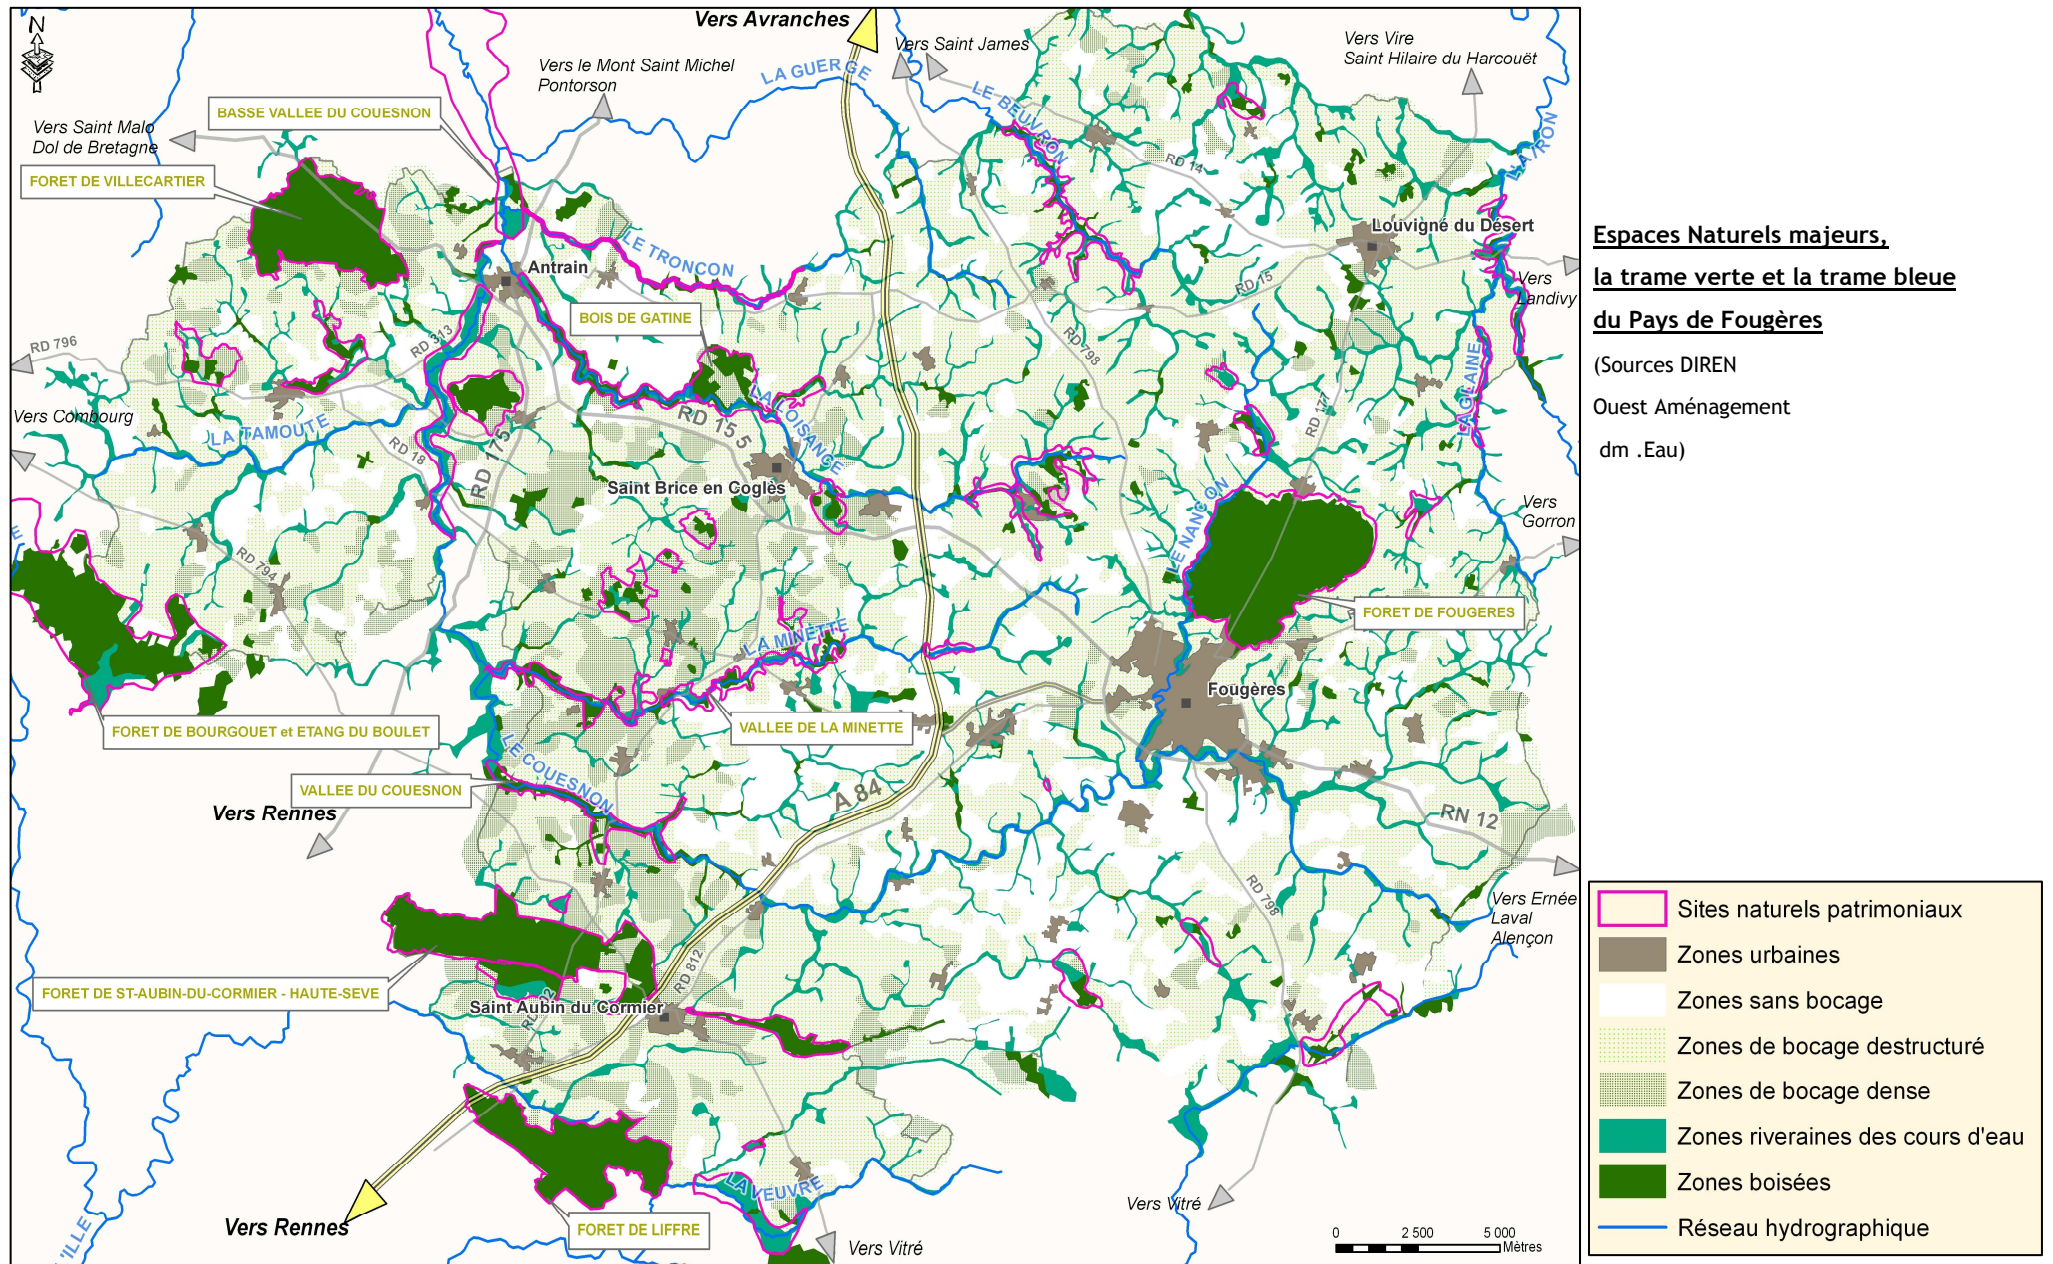 N
Vers Avranches
Vers Saint James
Vers Vire
Saint Hilaire du Harcouët
Vers le Mont Saint Michel
Pontorson
LA GUERGE
LE BEUVRON
LA AIRON
BASSE VALLEE DU COUESNON
Vers Saint Malo
Dol de Bretagne
FORET DE VILLECARTIER
RD 14
Louvigné du Désert
LE TRONCON
Antrain
Vers
Landivy
RD 15
BOIS DE GATINE
RD 313
RD 796
RD 798
LA GLAINE
RD 177
Vers Combourg
LA TAMOUTE
RD 18
RD 175
RD 15 5
LA LOISANCE
Saint Brice en Coglès
LE NANÇON
Vers
Gorron
RD 794
FORET DE FOUGERES
LA MINETTE
Fougères
FORET DE BOURGOUET et ETANG DU BOULET
VALLEE DE LA MINETTE
LE COUESNON
VALLEE DU COUESNON
A 84
Vers Rennes
RN 12
RD 798
Vers Ernée
Laval
Alençon
RD 812
FORET DE ST-AUBIN-DU-CORMIER - HAUTE-SEVE
Saint Aubin du Cormier
LA VEUVRE
Vers Vitré
Vers Rennes
FORET DE LIFFRE
Vers Vitré
'ILLE
0 2 500 5 000
Mètres
Espaces Naturels majeurs,
la trame verte et la trame bleue
du Pays de Fougères
(Sources DIREN
Ouest Aménagement
dm .Eau)
Sites naturels patrimoniaux
Zones urbaines
Zones sans bocage
Zones de bocage destructuré
Zones de bocage dense
Zones riveraines des cours d'eau
Zones boisées
Réseau hydrographique